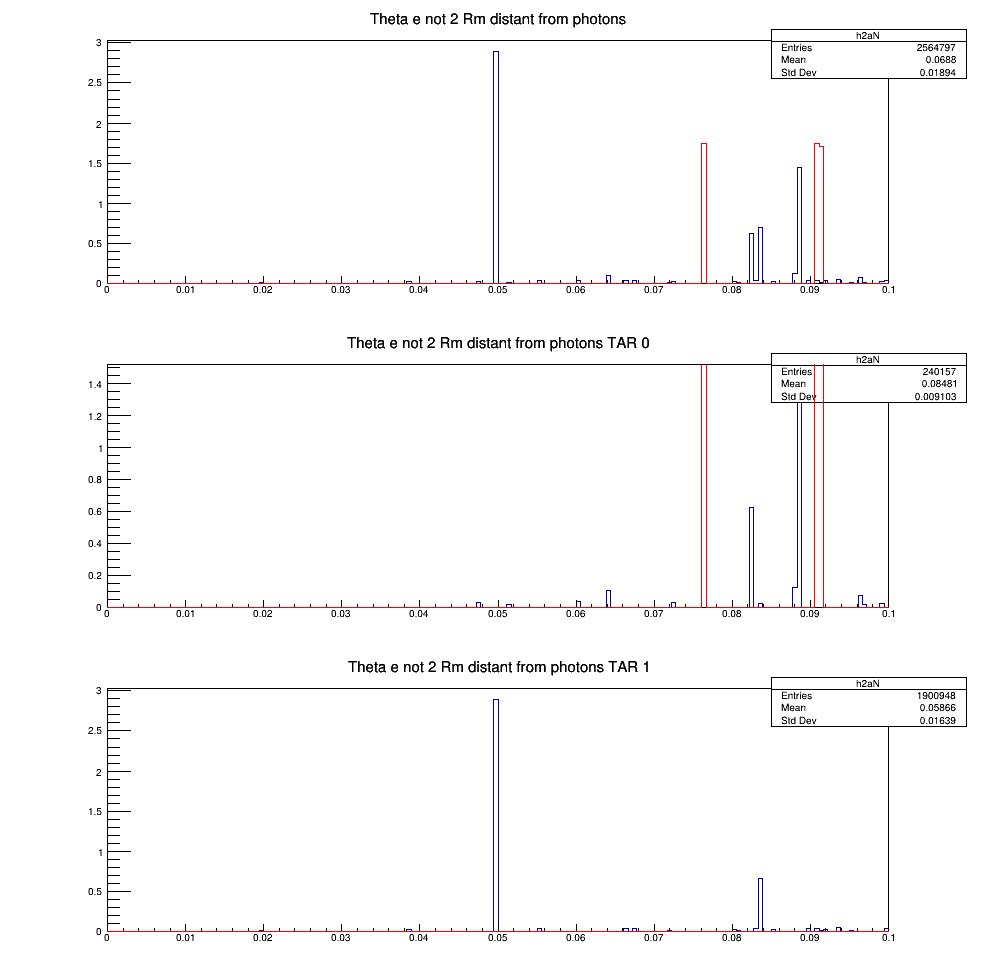 Theta e not 2 Rm distant from photons
h2aN
Entries 2564797
Mean 0.0688
Std Dev 0.01894
3
2.5
2
1.5
1
0.5
0
0 0.01 0.02 0.03 0.04 0.05 0.06 0.07 0.08 0.09 0.1
Theta e not 2 Rm distant from photons TAR 0
h2aN
Entries 240157
Mean 0.08481
Std Dev 0.009103
1.4
1.2
1
0.8
0.6
0.4
0.2
0
0 0.01 0.02 0.03 0.04 0.05 0.06 0.07 0.08 0.09 0.1
Theta e not 2 Rm distant from photons TAR 1
h2aN
Entries 1900948
Mean 0.05866
Std Dev 0.01639
3
2.5
2
1.5
1
0.5
0
0 0.01 0.02 0.03 0.04 0.05 0.06 0.07 0.08 0.09 0.1